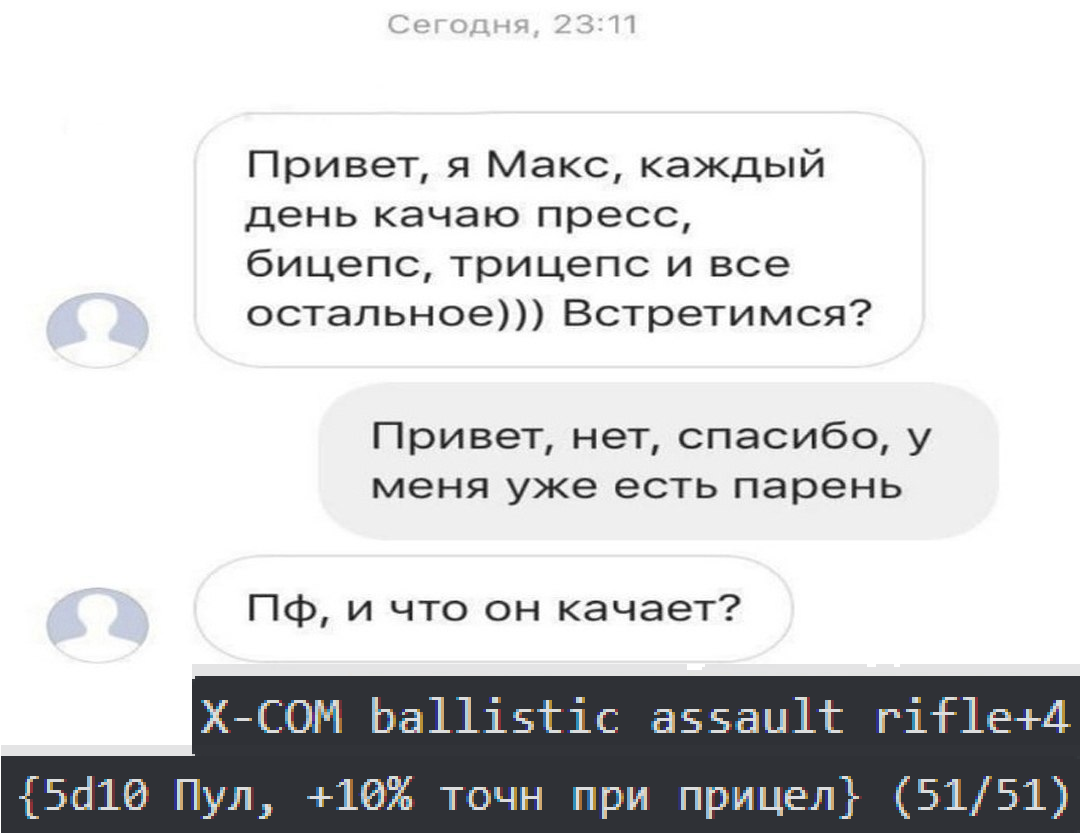 Сегодня, 23:11
Привет, я Макс, каждый
день качаю пресс,
бицепс, трицепс и все
остальное))) Встретимся?
Привет, нет, спасибо, у
меня уже есть парень
Пф, и что он качает?
X-COM ballistic assault rifle+4
{5d10 Пул, +10% точн при прицел} (51/51)